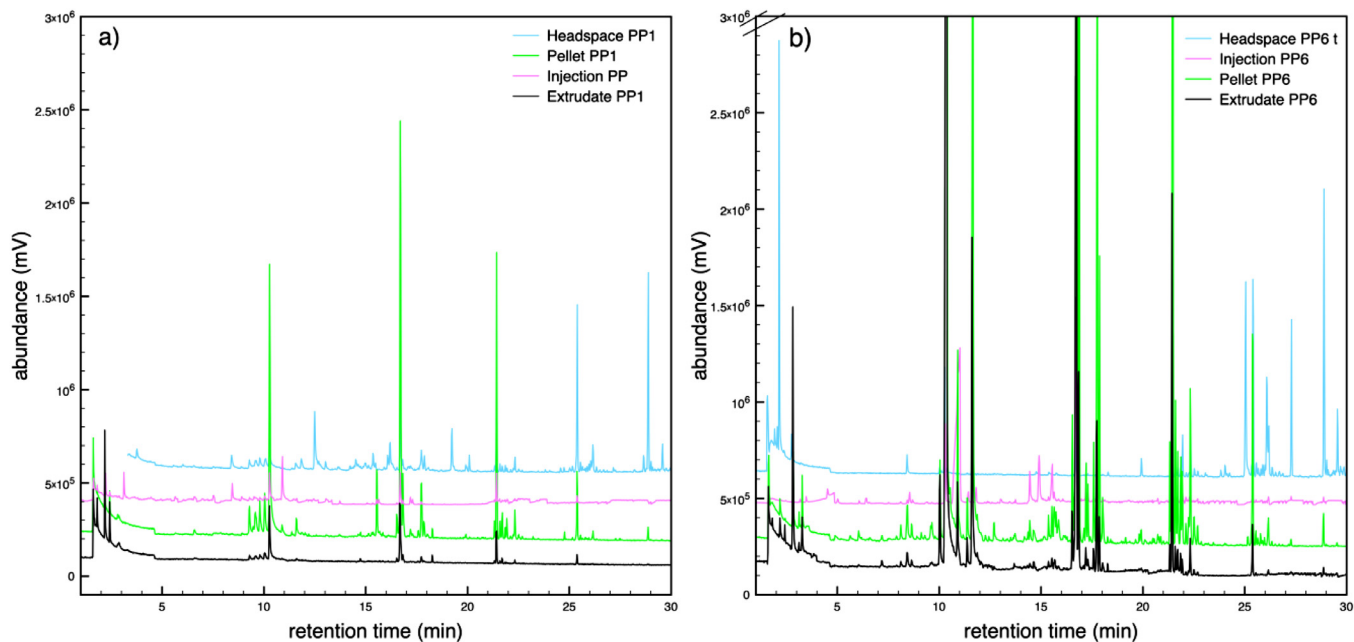 a)
Headspace PP1
Pellet PP1
Injection PP
Extrudate PP1
3×10⁶
2.5×10⁶
2×10⁶
1.5×10⁶
10⁶
5×10⁵
0
abundance (mV)
5 10 15 20 25 30
retention time (min)
b)
Headspace PP6 t
Injection PP6
Pellet PP6
Extrudate PP6
3×10⁶
2.5×10⁶
2×10⁶
1.5×10⁶
10⁶
5×10⁵
0
abundance (mV)
5 10 15 20 25 30
retention time (min)